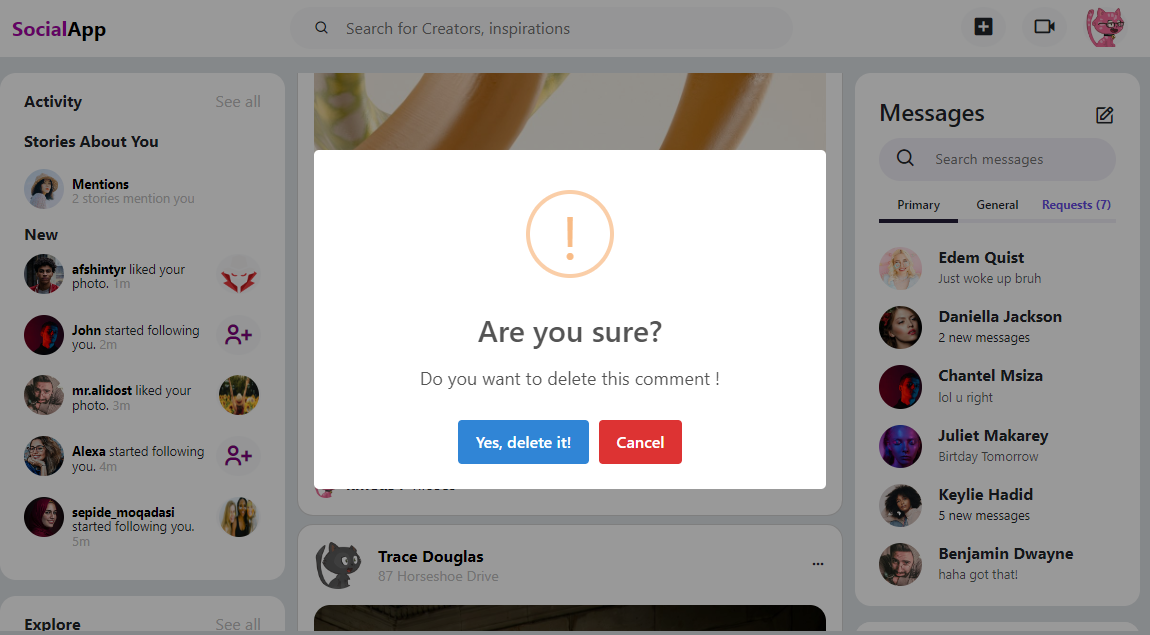 SocialApp
Search for Creators, inspirations
Activity
See all
Stories About You
Mentions
2 stories mention you
New
afshintyr liked your
photo. 1m
John started following
you. 2m
mr.alidost liked your
photo. 3m
Alexa started following
you. 4m
sepide_moqadasi
started following you.
5m
Explore
See all
!
Are you sure?
Do you want to delete this comment !
Yes, delete it!
Cancel
Trace Douglas
87 Horseshoe Drive
Messages
Search messages
Primary
General
Requests (7)
Edem Quist
Just woke up bruh
Daniella Jackson
2 new messages
Chantel Msiza
lol u right
Juliet Makarey
Birtday Tomorrow
Keylie Hadid
5 new messages
Benjamin Dwayne
haha got that!